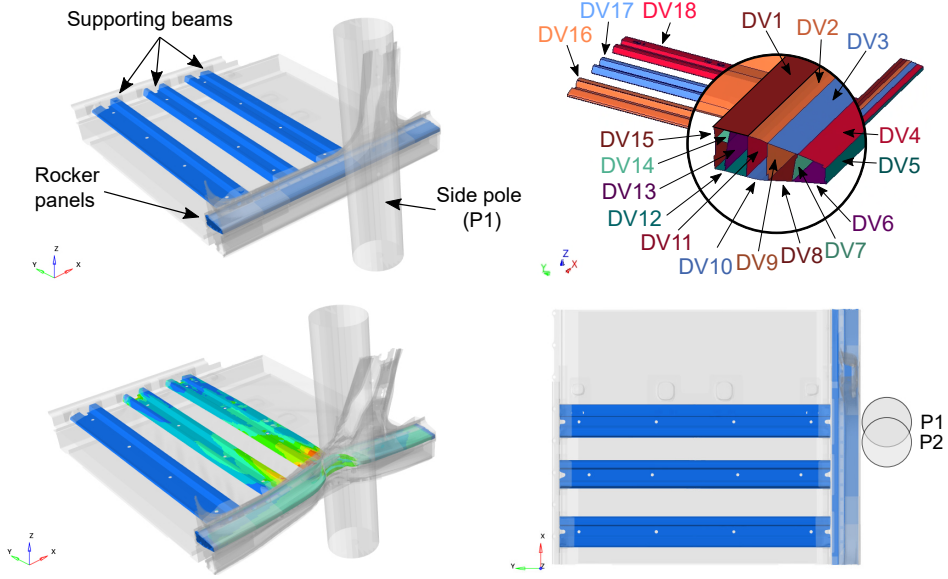 Supporting beams
Rocker
panels
Side pole
(P1)
Z
Y
X
DV16
DV17
DV18
DV1
DV2
DV3
DV4
DV5
DV6
DV7
DV8
DV9
DV10
DV11
DV12
DV13
DV14
DV15
Z
Y
X
Z
Y
X
P1
P2
X
Y
Z